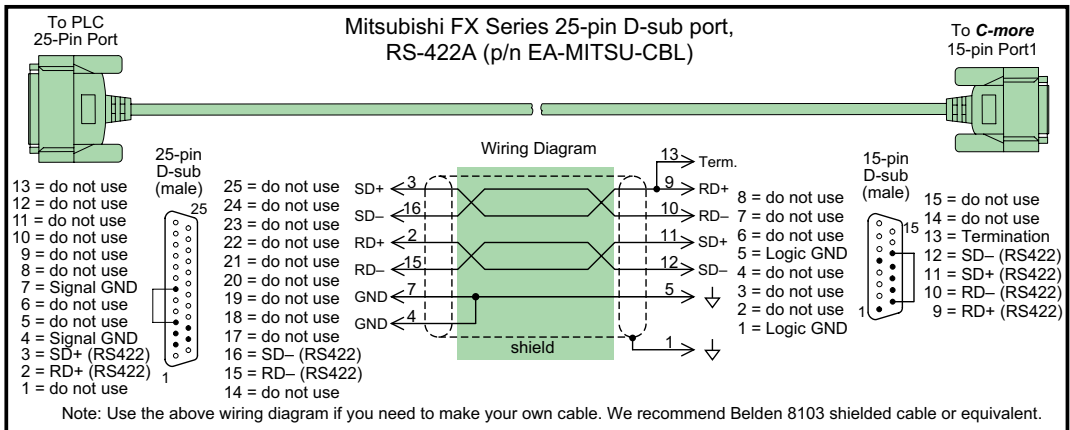 To PLC
25-Pin Port
Mitsubishi FX Series 25-pin D-sub port,
RS-422A (p/n EA-MITSU-CBL)
To C-more
15-pin Port1
25-pin
D-sub
(male)
13 = do not use
12 = do not use
11 = do not use
10 = do not use
9 = do not use
8 = do not use
7 = Signal GND
6 = do not use
5 = do not use
4 = Signal GND
3 = SD+ (RS422)
2 = RD+ (RS422)
1 = do not use
25
1
25 = do not use
24 = do not use
23 = do not use
22 = do not use
21 = do not use
20 = do not use
19 = do not use
18 = do not use
17 = do not use
16 = SD– (RS422)
15 = RD– (RS422)
14 = do not use
Wiring Diagram
13 Term.
SD+ 3 9 RD+
SD– 16 10 RD–
RD+ 2 11 SD+
RD– 15 12 SD–
GND 7 5
GND 4
shield
1
8 = do not use
7 = do not use
6 = do not use
5 = Logic GND
4 = do not use
3 = do not use
2 = do not use
1 = Logic GND
15-pin
D-sub
(male)
15
1
15 = do not use
14 = do not use
13 = Termination
12 = SD– (RS422)
11 = SD+ (RS422)
10 = RD– (RS422)
9 = RD+ (RS422)
Note: Use the above wiring diagram if you need to make your own cable. We recommend Belden 8103 shielded cable or equivalent.